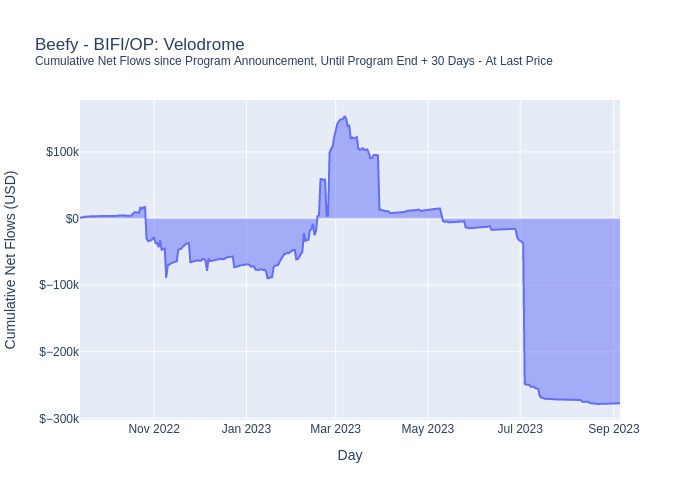 Beefy - BIFI/OP: Velodrome
Cumulative Net Flows since Program Announcement, Until Program End + 30 Days - At Last Price
Cumulative Net Flows (USD)
$100k
$0
$−100k
$−200k
$−300k
Nov 2022 Jan 2023 Mar 2023 May 2023 Jul 2023 Sep 2023
Day